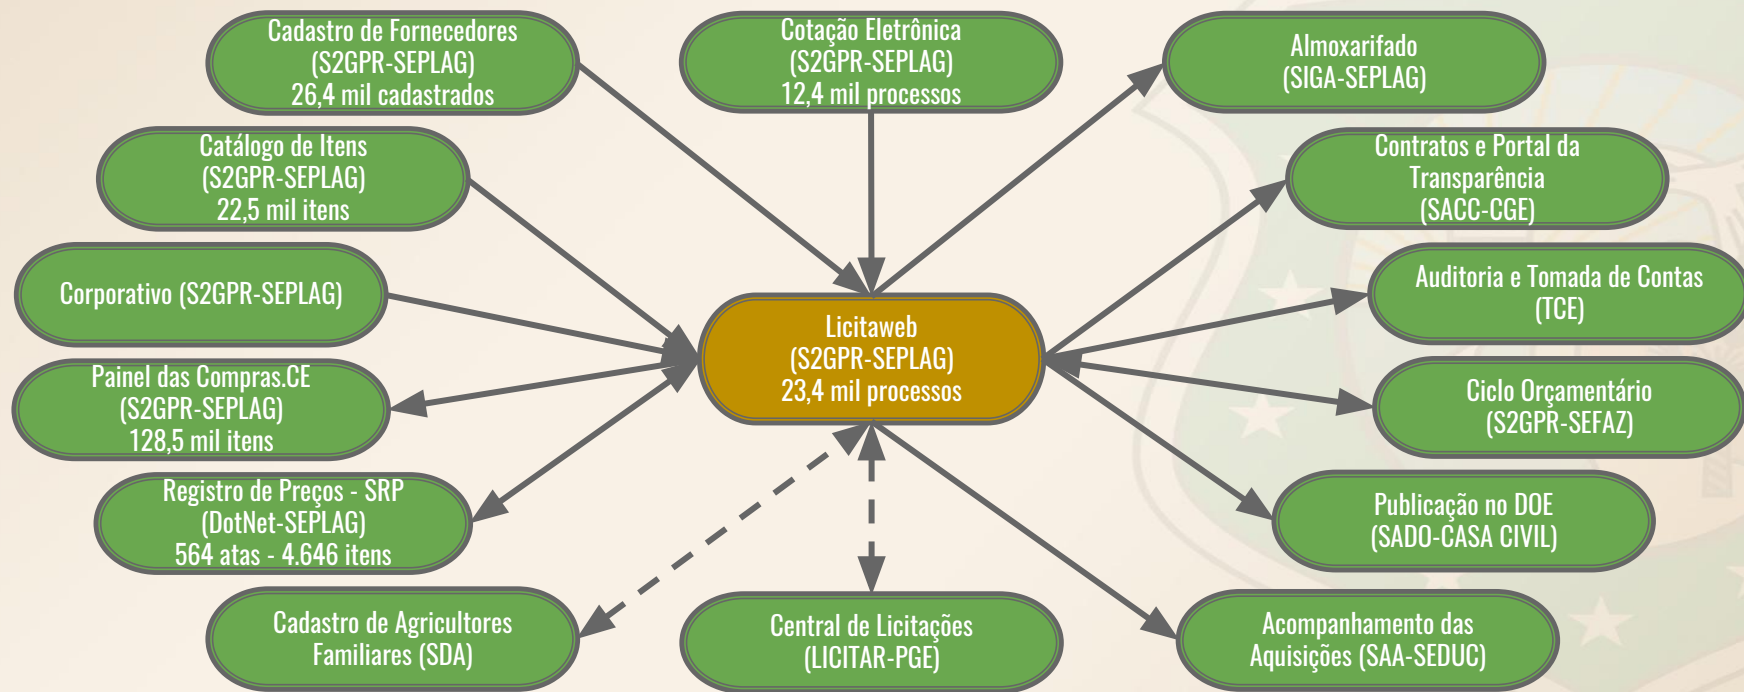 Cadastro de Fornecedores
(S2GPR-SEPLAG)
26,4 mil cadastrados
Cotação Eletrônica
(S2GPR-SEPLAG)
12,4 mil processos
Almoxarifado
(SIGA-SEPLAG)
Catálogo de Itens
(S2GPR-SEPLAG)
22,5 mil itens
Contratos e Portal da
Transparência
(SACC-CGE)
Corporativo (S2GPR-SEPLAG)
Auditoria e Tomada de Contas
(TCE)
Licitaweb
(S2GPR-SEPLAG)
23,4 mil processos
Painel das Compras.CE
(S2GPR-SEPLAG)
128,5 mil itens
Ciclo Orçamentário
(S2GPR-SEFAZ)
Registro de Preços - SRP
(DotNet-SEPLAG)
564 atas - 4.646 itens
Publicação no DOE
(SADO-CASA CIVIL)
Cadastro de Agricultores
Familiares (SDA)
Central de Licitações
(LICITAR-PGE)
Acompanhamento das
Aquisições (SAA-SEDUC)